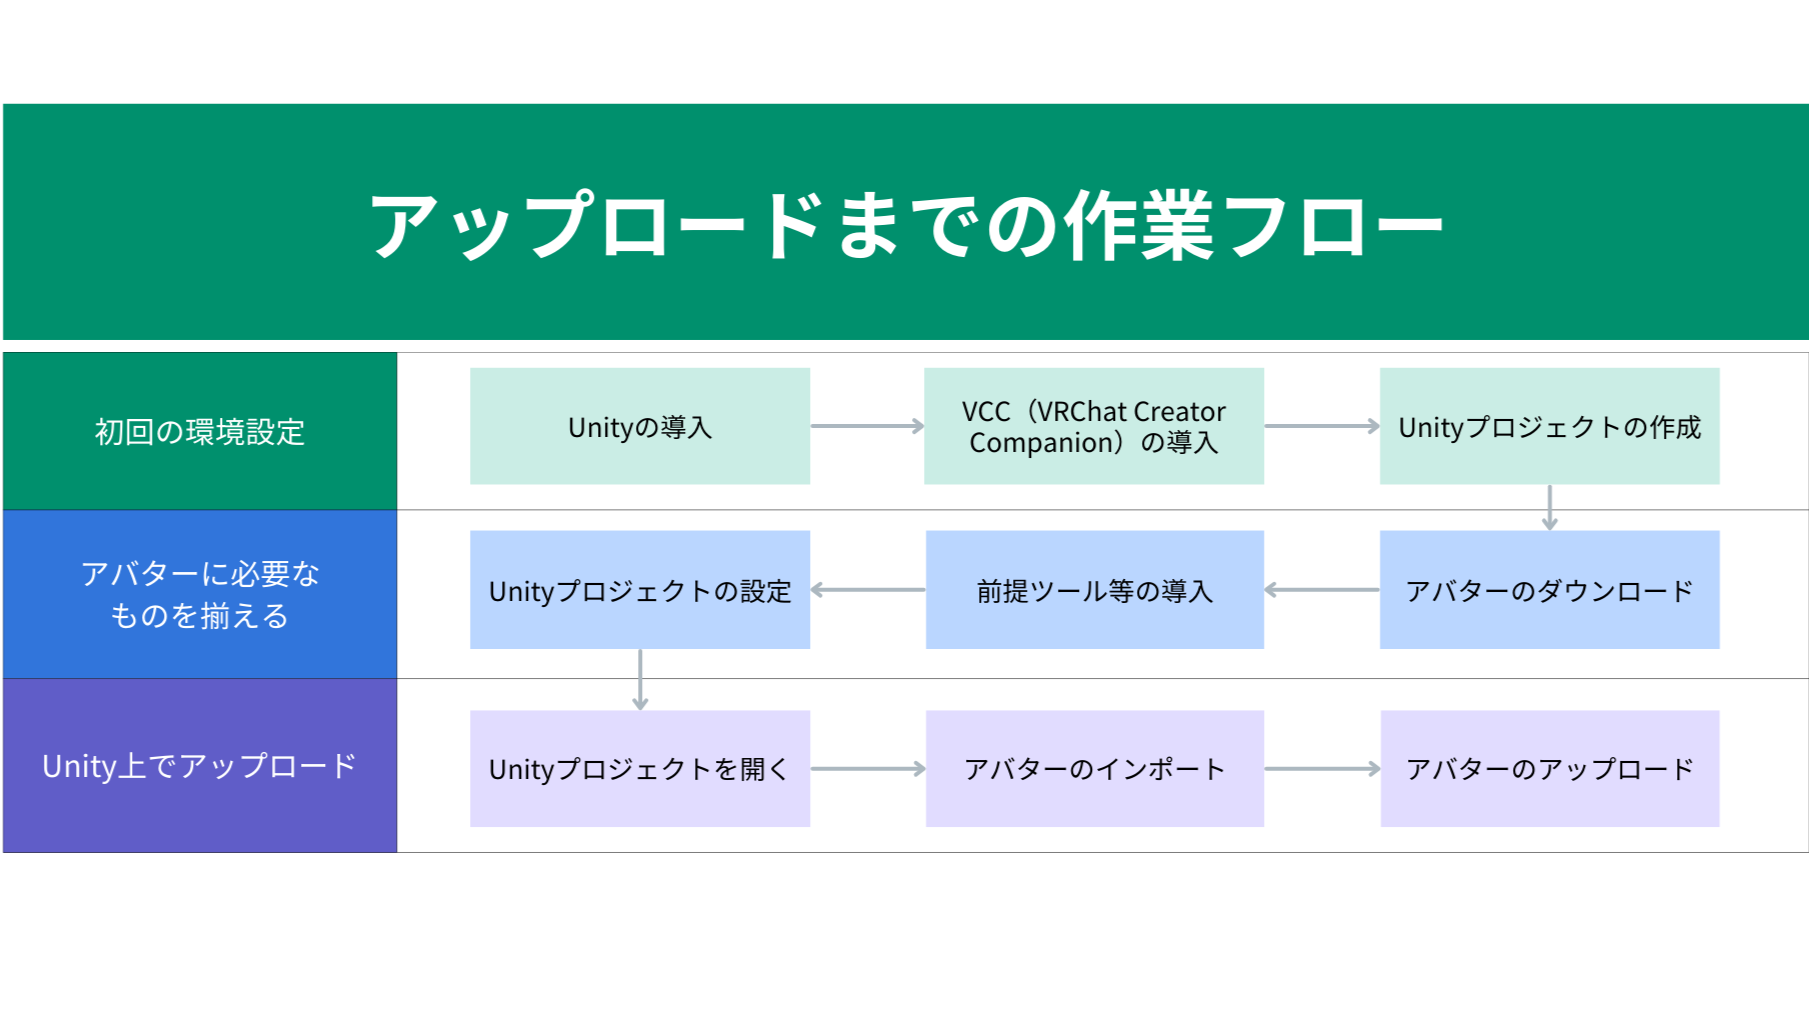 アップロードまでの作業フロー
初回の環境設定
Unityの導入
VCC（VRChat Creator
Companion）の導入
Unityプロジェクトの作成
アバターに必要な
ものを揃える
Unityプロジェクトの設定
前提ツール等の導入
アバターのダウンロード
Unity上でアップロード
Unityプロジェクトを開く
アバターのインポート
アバターのアップロード